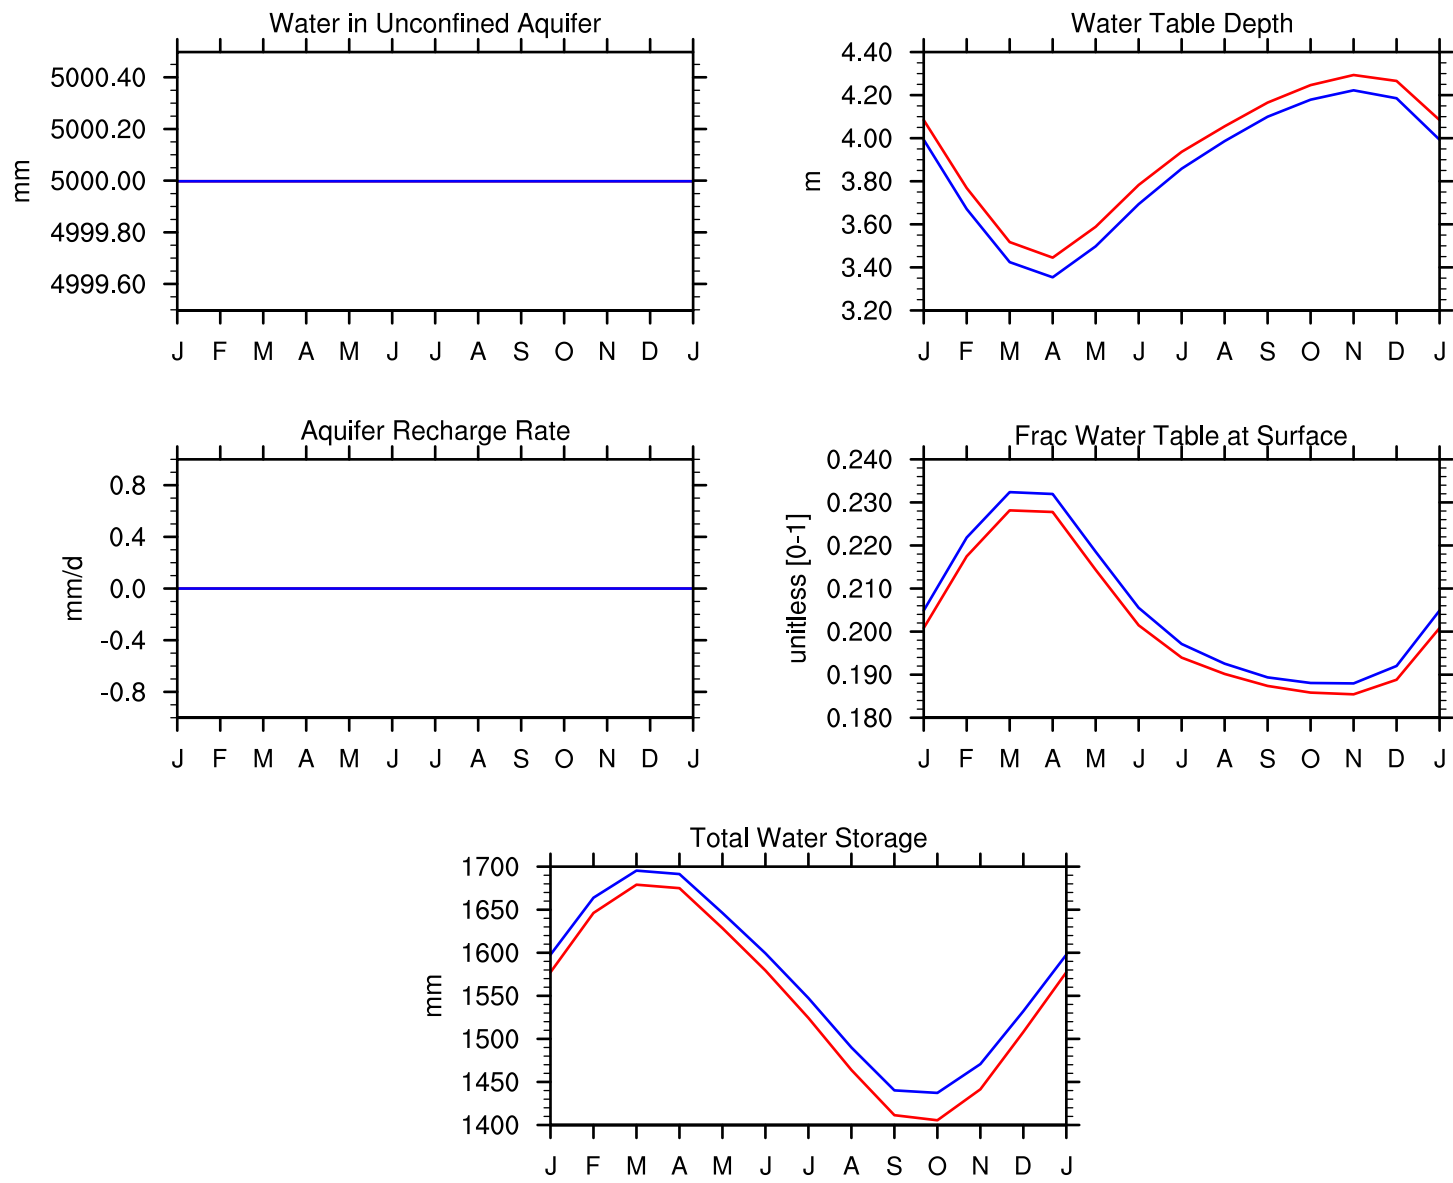 Water in Unconfined Aquifer
mm
5000.40
5000.20
5000.00
4999.80
4999.60
J F M A M J J A S O N D J
Water Table Depth
m
4.40
4.20
4.00
3.80
3.60
3.40
3.20
J F M A M J J A S O N D J
Aquifer Recharge Rate
mm/d
0.8
0.4
0.0
-0.4
-0.8
J F M A M J J A S O N D J
Frac Water Table at Surface
unitless [0-1]
0.240
0.230
0.220
0.210
0.200
0.190
0.180
J F M A M J J A S O N D J
Total Water Storage
mm
1700
1650
1600
1550
1500
1450
1400
J F M A M J J A S O N D J